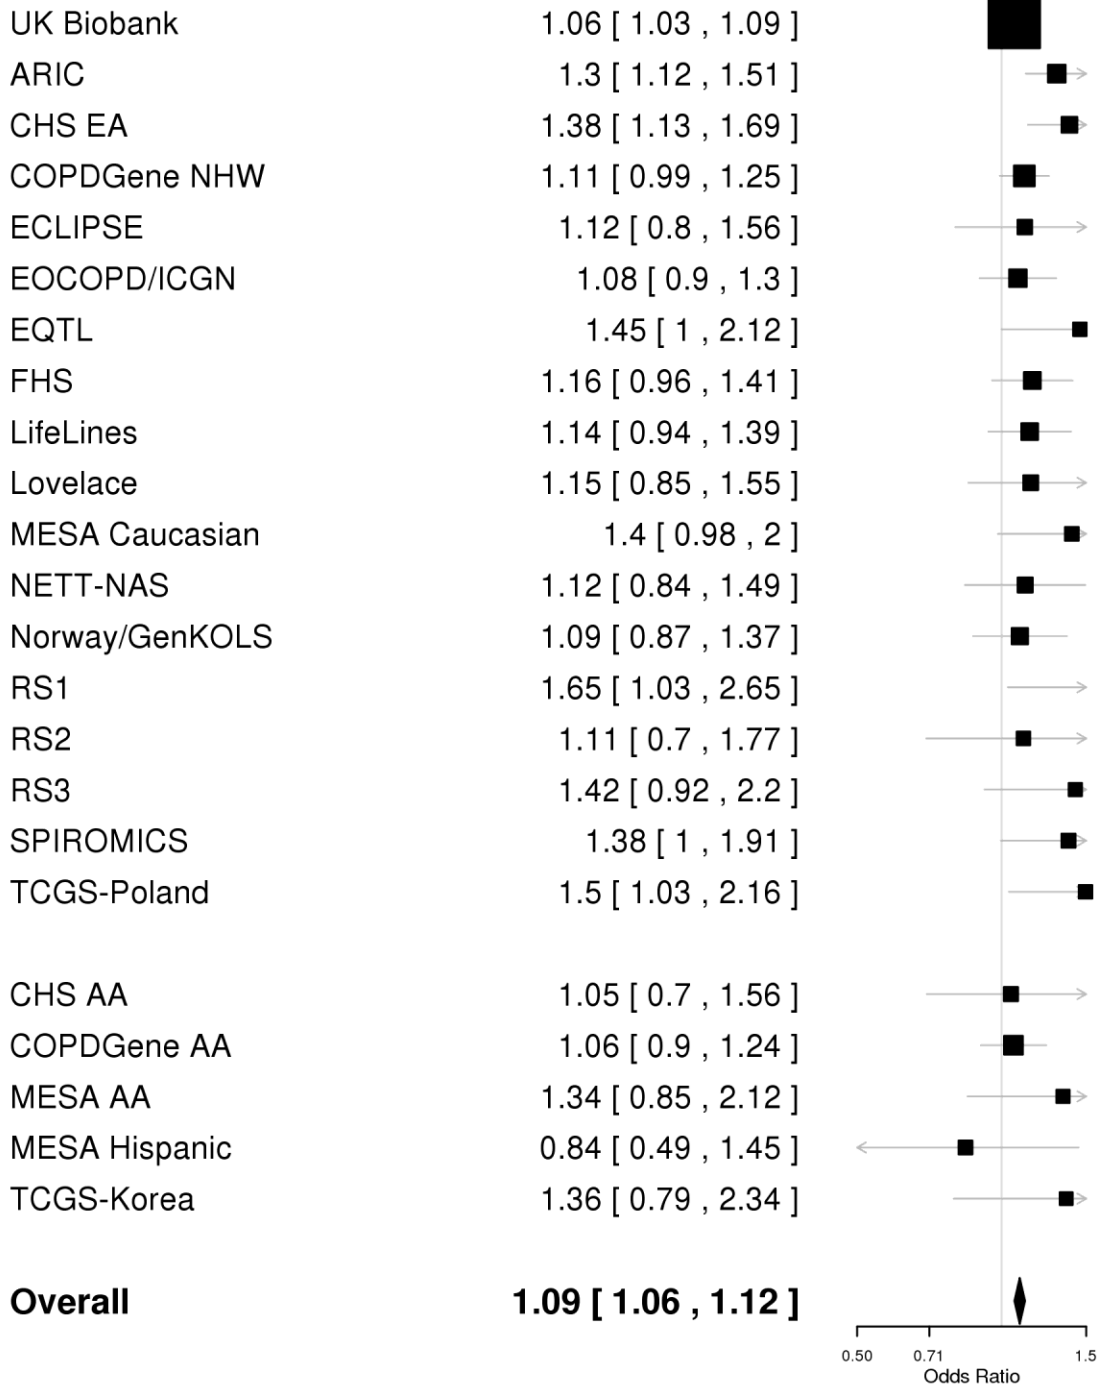 UK Biobank 1.06 [ 1.03 , 1.09 ]
ARIC 1.3 [ 1.12 , 1.51 ]
CHS EA 1.38 [ 1.13 , 1.69 ]
COPDGene NHW 1.11 [ 0.99 , 1.25 ]
ECLIPSE 1.12 [ 0.8 , 1.56 ]
EOCOPD/ICGN 1.08 [ 0.9 , 1.3 ]
EQTL 1.45 [ 1 , 2.12 ]
FHS 1.16 [ 0.96 , 1.41 ]
LifeLines 1.14 [ 0.94 , 1.39 ]
Lovelace 1.15 [ 0.85 , 1.55 ]
MESA Caucasian 1.4 [ 0.98 , 2 ]
NETT-NAS 1.12 [ 0.84 , 1.49 ]
Norway/GenKOLS 1.09 [ 0.87 , 1.37 ]
RS1 1.65 [ 1.03 , 2.65 ]
RS2 1.11 [ 0.7 , 1.77 ]
RS3 1.42 [ 0.92 , 2.2 ]
SPIROMICS 1.38 [ 1 , 1.91 ]
TCGS-Poland 1.5 [ 1.03 , 2.16 ]
CHS AA 1.05 [ 0.7 , 1.56 ]
COPDGene AA 1.06 [ 0.9 , 1.24 ]
MESA AA 1.34 [ 0.85 , 2.12 ]
MESA Hispanic 0.84 [ 0.49 , 1.45 ]
TCGS-Korea 1.36 [ 0.79 , 2.34 ]
Overall 1.09 [ 1.06 , 1.12 ]
0.50 0.71 1.5
Odds Ratio